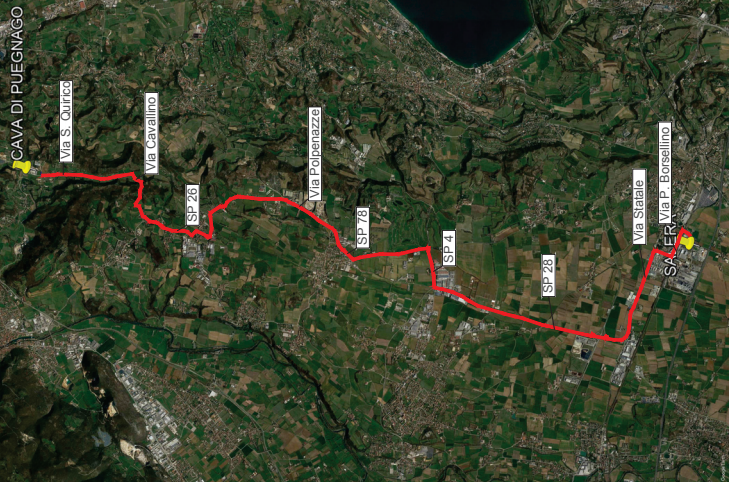 CAVA DI PUEGNAGO
Via S. Quirico
Via Cavallino
SP 26
Via Polpenazze
SP 78
SP 4
SP 28
Via Statale
Via P. Borsellino